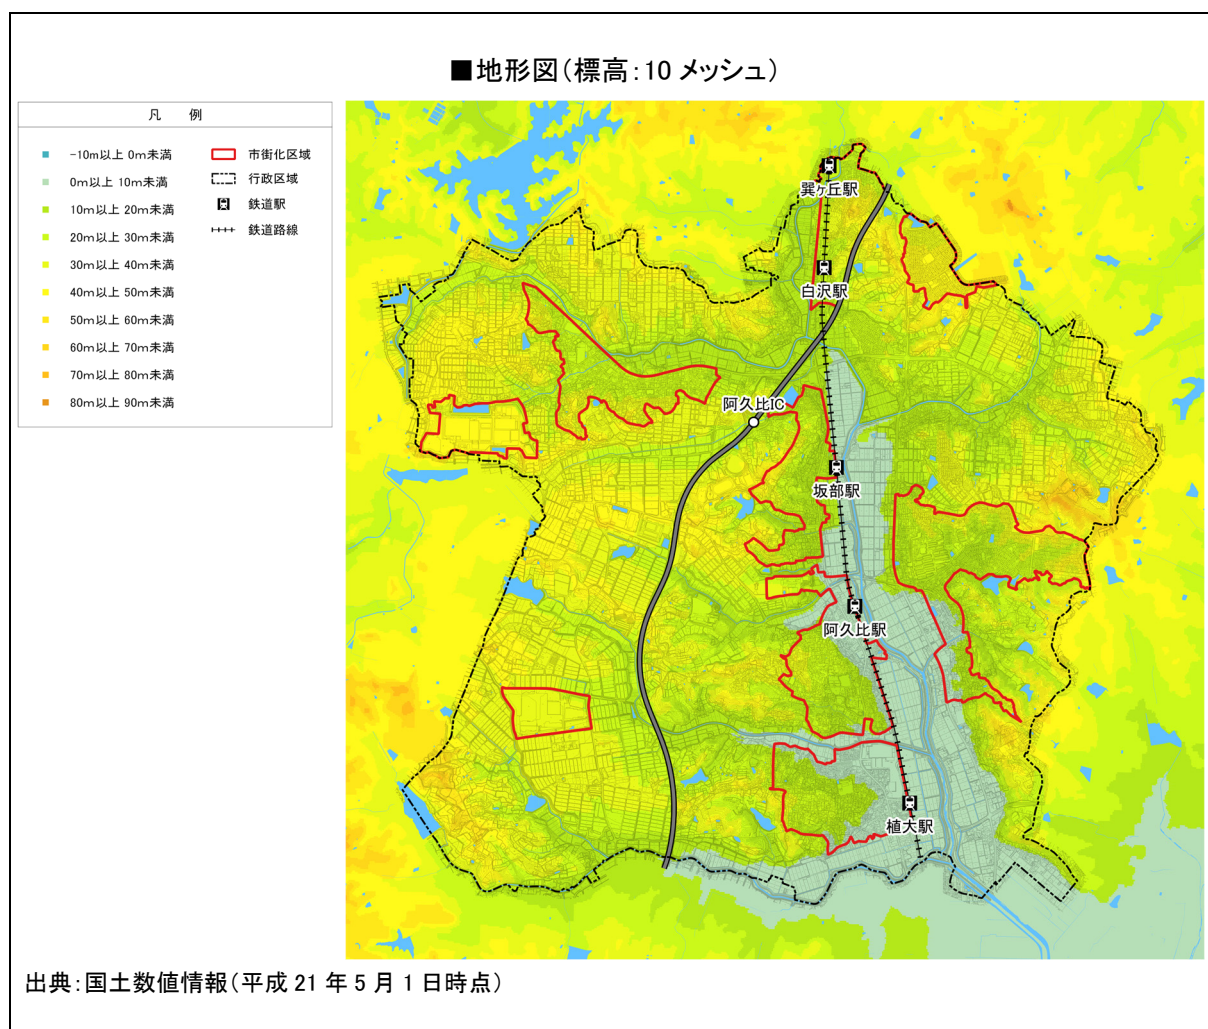 ■地形図(標高:10 メッシュ)
凡 例
-10m以上 0m未満
0m以上 10m未満
10m以上 20m未満
20m以上 30m未満
30m以上 40m未満
40m以上 50m未満
50m以上 60m未満
60m以上 70m未満
70m以上 80m未満
80m以上 90m未満
市街化区域
行政区域
鉄道駅
鉄道路線
巽ヶ丘駅
白沢駅
阿久比IC
坂部駅
阿久比駅
植大駅
出典:国土数値情報(平成 21 年 5 月 1 日時点)